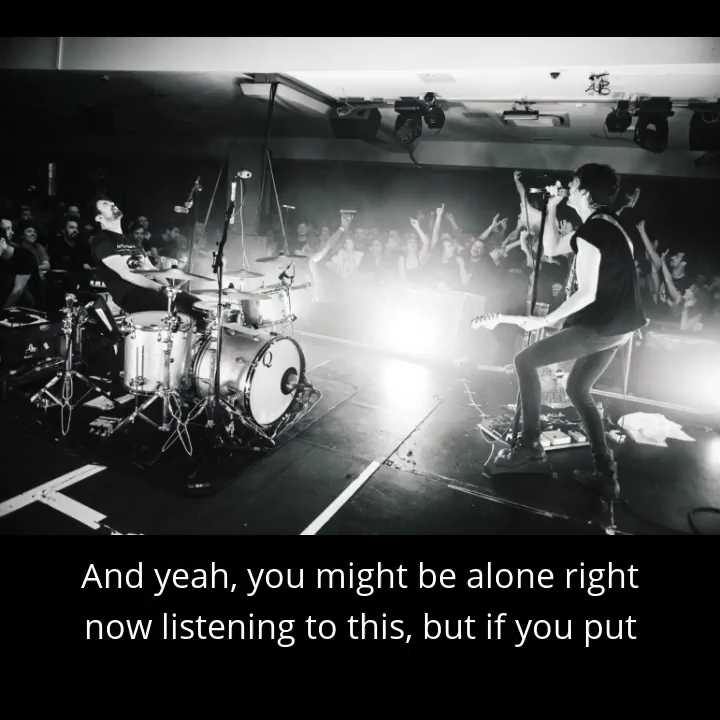 And yeah, you might be alone right
now listening to this, but if you put
Q